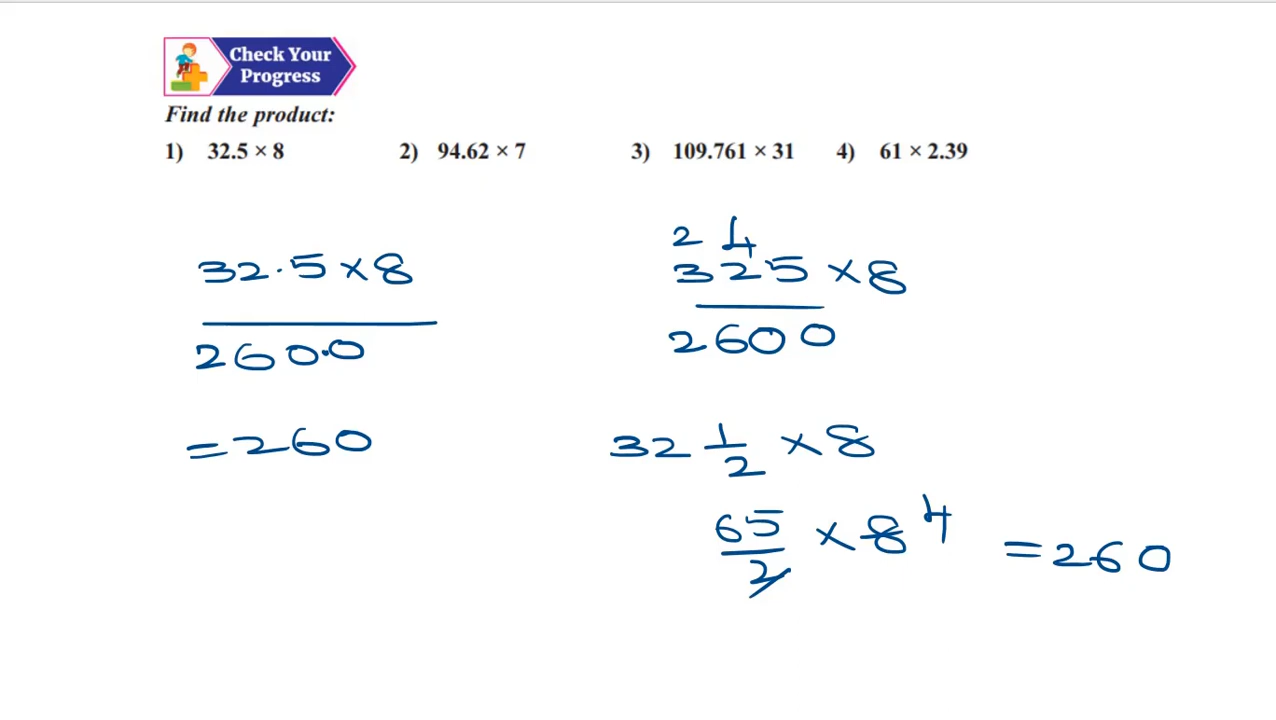 Check Your
Progress
Find the product:
1) 32.5 × 8 2) 94.62 × 7 3) 109.761 × 31 4) 61 × 2.39
2 4
32.5 × 8 325 × 8
260.0 2600
= 260 32 1/2 × 8
65/2 × 8 4 = 260